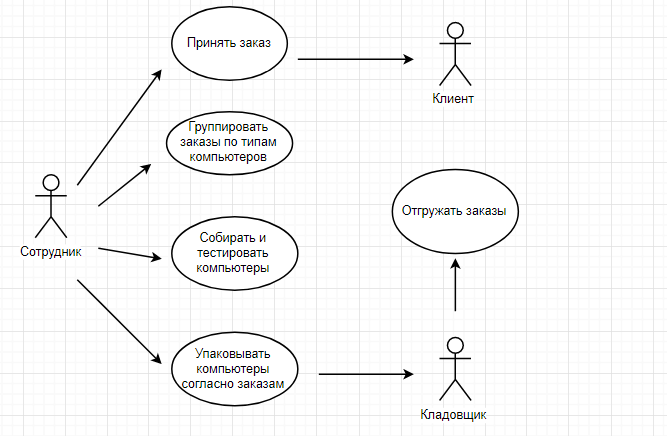 Принять заказ
Клиент
Группировать
заказы по типам
компьютеров
Отгружать заказы
Сотрудник
Собирать и
тестировать
компьютеры
Упаковывать
компьютеры
согласно заказам
Кладовщик